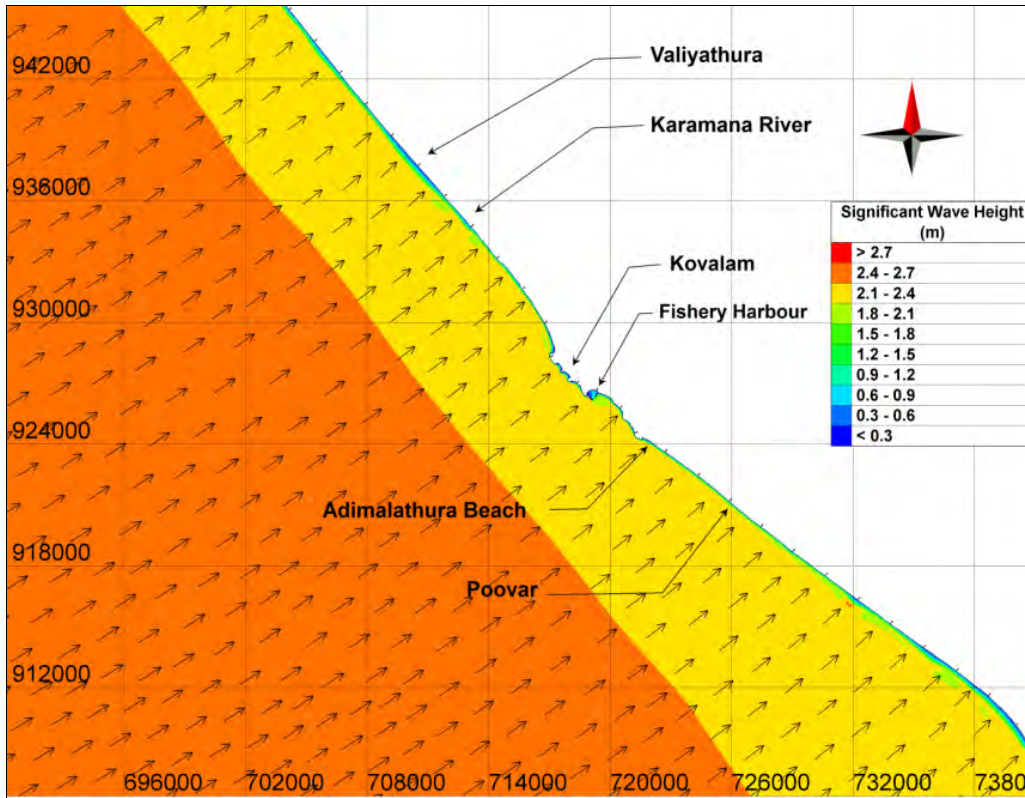 Valiyathura
942000
Karamana River
936000
Significant Wave Height
(m)
> 2.7
2.4 - 2.7
2.1 - 2.4
1.8 - 2.1
1.5 - 1.8
1.2 - 1.5
0.9 - 1.2
0.6 - 0.9
0.3 - 0.6
< 0.3
Kovalam
930000
Fishery Harbour
924000
Adimalathura Beach
918000
Poovar
912000
696000 702000 708000 714000 720000 726000 732000 7380